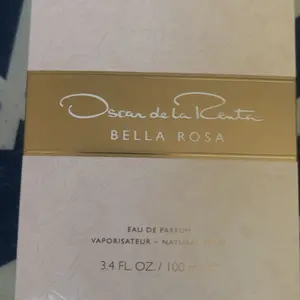 Oscar de la Renta
BELLA ROSA
EAU DE PARFUM
VAPORISATEUR – NATURAL
3.4 FL. OZ./100